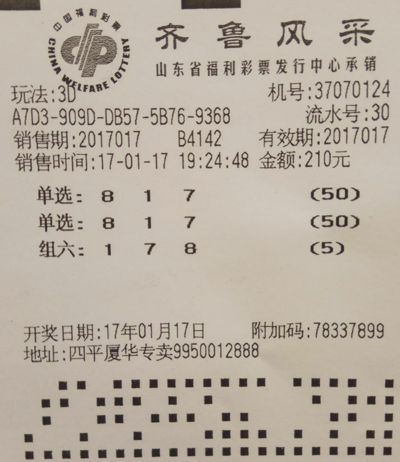 中国福利彩票
CHINA WELFARE LOTTERY
齐鲁风采
山东省福利彩票发行中心承销
玩法:3D 机号:37070124
A7D3-909D-DB57-5B76-9368 流水号:30
销售期:2017017 B4142 有效期:2017017
销售时间:17-01-17 19:24:48 金额:210元
单选: 8 1 7 (50)
单选: 8 1 7 (50)
组六: 1 7 8 (5)
开奖日期:17年01月17日 附加码:78337899
地址:四平厦华专卖9950012888